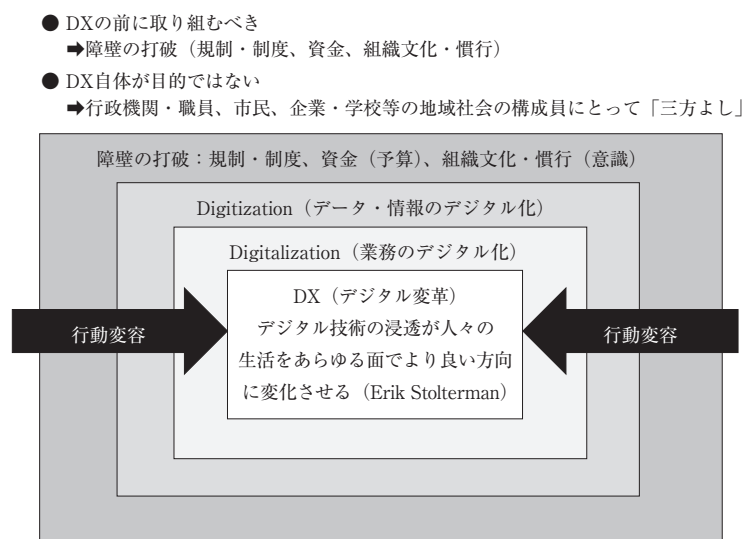 ● DXの前に取り組むべき
➡障壁の打破（規制・制度、資金、組織文化・慣行）
● DX自体が目的ではない
➡行政機関・職員、市民、企業・学校等の地域社会の構成員にとって「三方よし」
障壁の打破：規制・制度、資金（予算）、組織文化・慣行（意識）
Digitization（データ・情報のデジタル化）
Digitalization（業務のデジタル化）
DX（デジタル変革）
デジタル技術の浸透が人々の
生活をあらゆる面でより良い方向
に変化させる（Erik Stolterman）
行動変容
行動変容